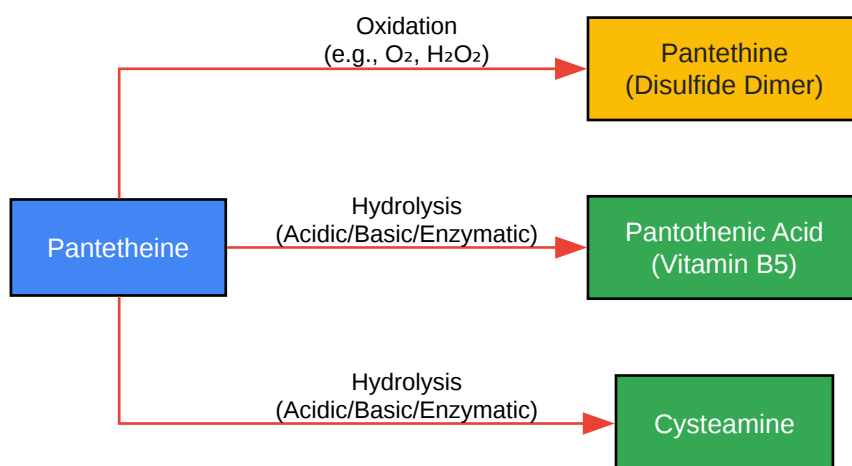 Oxidation
(e.g., O₂, H₂O₂)
Pantethine
(Disulfide Dimer)
Pantetheine
Hydrolysis
(Acidic/Basic/Enzymatic)
Pantothenic Acid
(Vitamin B5)
Hydrolysis
(Acidic/Basic/Enzymatic)
Cysteamine